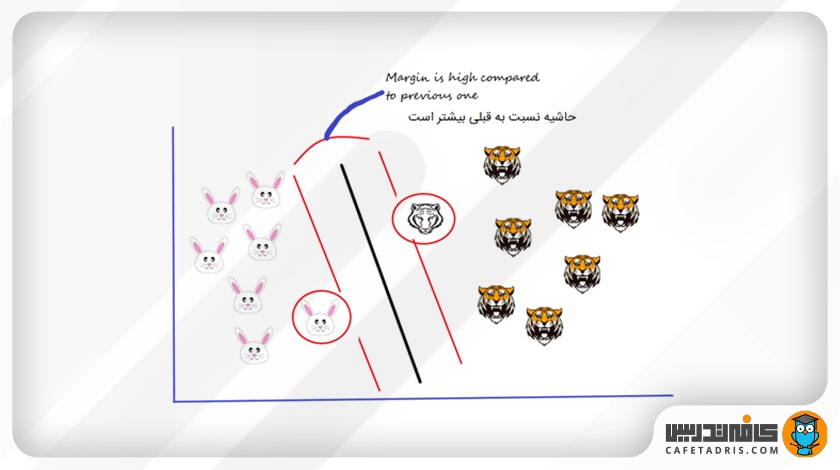 Margin is high compared
to previous one
حاشیه نسبت به قبلی بیشتر است
کافه‌تدریس
CAFETADRIS.COM